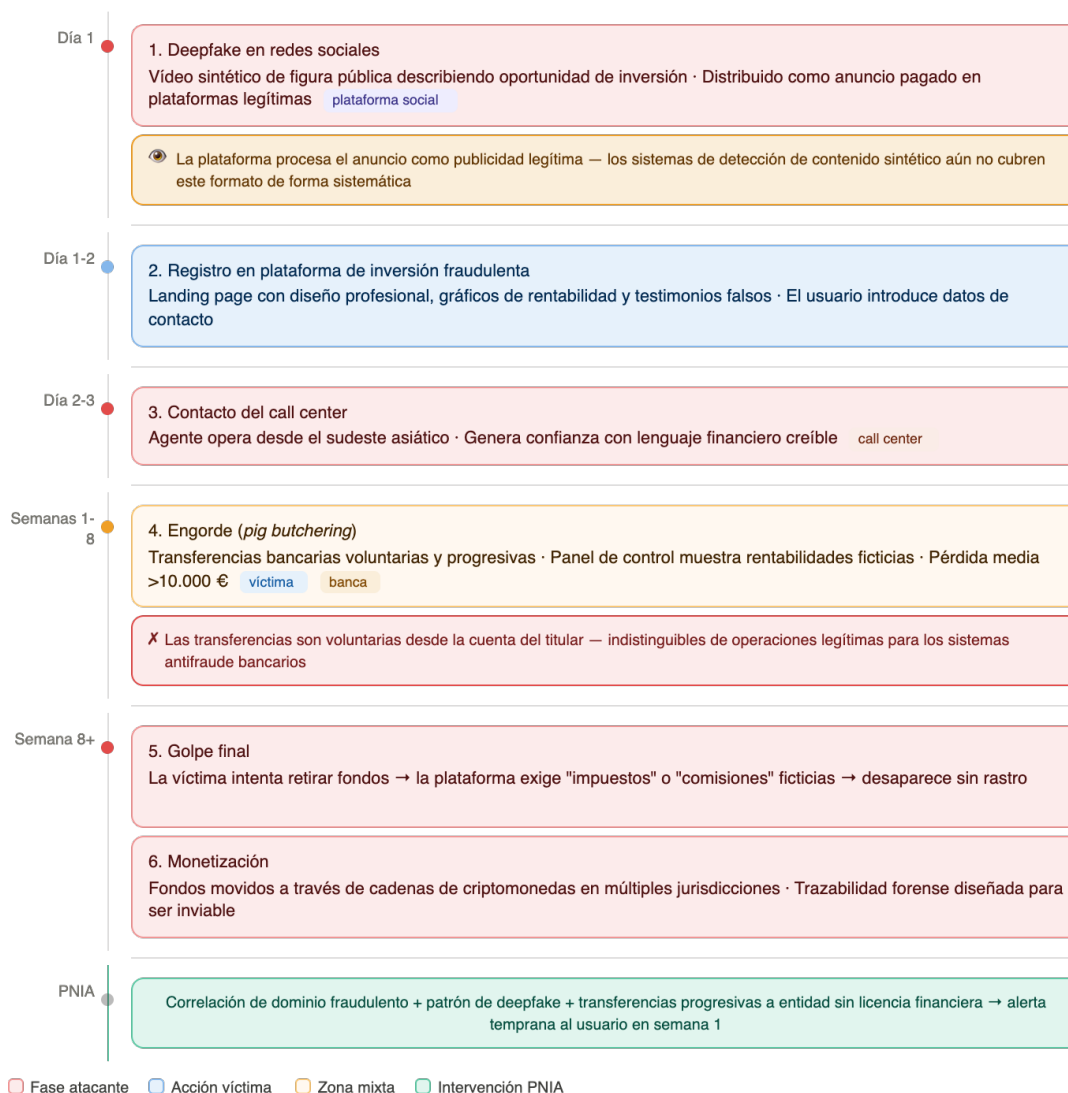 Día 1
1. Deepfake en redes sociales
Vídeo sintético de figura pública describiendo oportunidad de inversión · Distribuido como anuncio pagado en
plataformas legítimas plataforma social
La plataforma procesa el anuncio como publicidad legítima — los sistemas de detección de contenido sintético aún no cubren
este formato de forma sistemática
Día 1-2
2. Registro en plataforma de inversión fraudulenta
Landing page con diseño profesional, gráficos de rentabilidad y testimonios falsos · El usuario introduce datos de
contacto
Día 2-3
3. Contacto del call center
Agente opera desde el sudeste asiático · Genera confianza con lenguaje financiero creíble call center
Semanas 1-
8
4. Engorde (pig butchering)
Transferencias bancarias voluntarias y progresivas · Panel de control muestra rentabilidades ficticias · Pérdida media
>10.000 € víctima banca
✗ Las transferencias son voluntarias desde la cuenta del titular — indistinguibles de operaciones legítimas para los sistemas
antifraude bancarios
Semana 8+
5. Golpe final
La víctima intenta retirar fondos → la plataforma exige "impuestos" o "comisiones" ficticias → desaparece sin rastro
6. Monetización
Fondos movidos a través de cadenas de criptomonedas en múltiples jurisdicciones · Trazabilidad forense diseñada para
ser inviable
PNIA
Correlación de dominio fraudulento + patrón de deepfake + transferencias progresivas a entidad sin licencia financiera → alerta
temprana al usuario en semana 1
Fase atacante Acción víctima Zona mixta Intervención PNIA